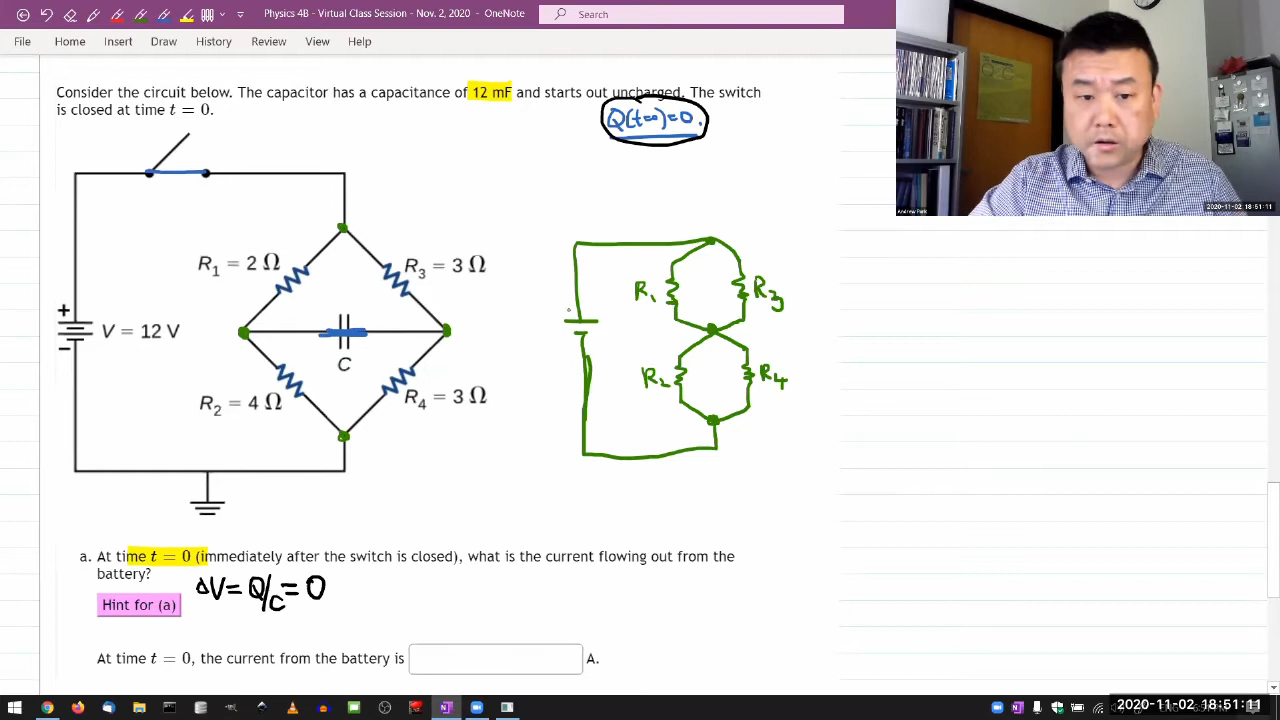 Physics 4B - Virtual Class Session - Nov. 2, 2020 - OneNote
Search
File Home Insert Draw History Review View Help
Consider the circuit below. The capacitor has a capacitance of 12 mF and starts out uncharged. The switch
is closed at time t = 0.
Q(t=0)=0.
R1 = 2 Ω
R3 = 3 Ω
+
V = 12 V
-
C
R2 = 4 Ω
R4 = 3 Ω
R1
R3
R2
R4
a. At time t = 0 (immediately after the switch is closed), what is the current flowing out from the
battery?
ΔV = Q/C = 0
Hint for (a)
At time t = 0, the current from the battery is
A.
Andrew Park
2020-11-02 18:51:11
2020-11-02 18:51:11